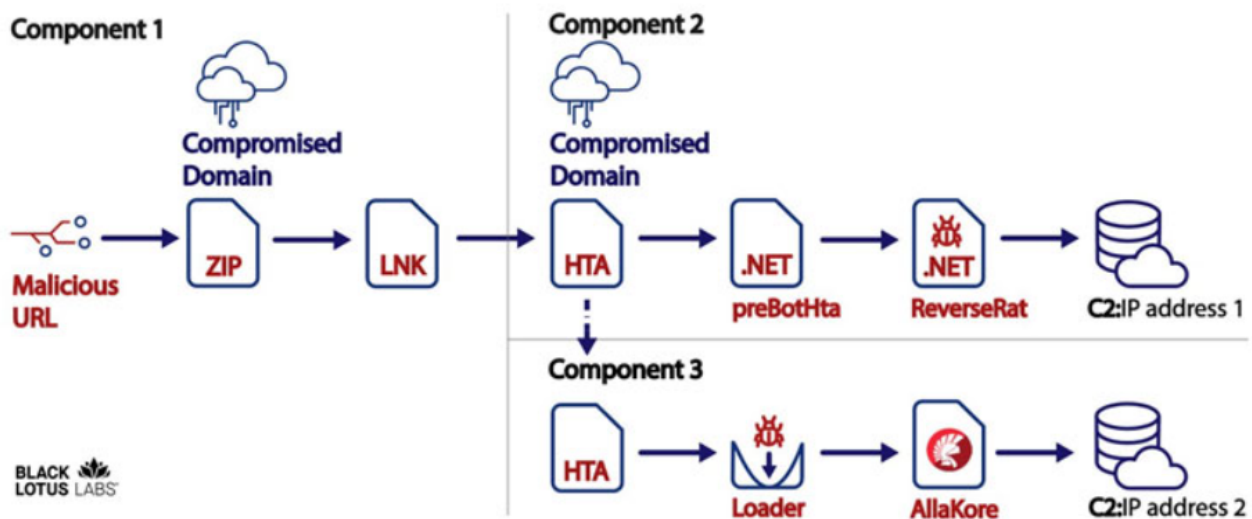 Component 1
Compromised
Domain
Malicious
URL
ZIP
LNK
Component 2
Compromised
Domain
HTA
.NET
preBotHta
.NET
ReverseRat
C2:IP address 1
Component 3
HTA
Loader
AllaKore
C2:IP address 2
BLACK
LOTUS LABS